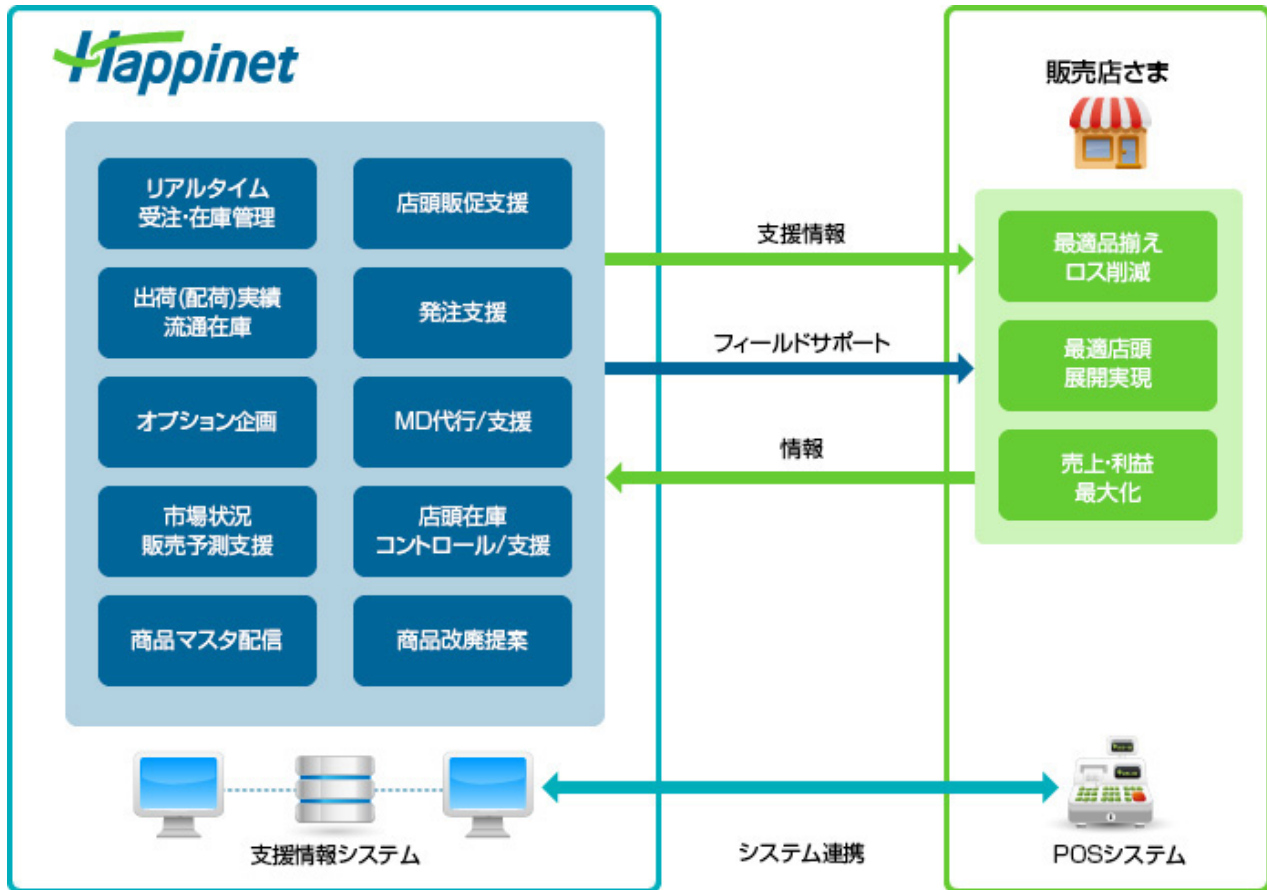 Happinet
リアルタイム
受注・在庫管理
店頭販促支援
出荷(配荷)実績
流通在庫
発注支援
オプション企画
MD代行/支援
市場状況
販売予測支援
店頭在庫
コントロール/支援
商品マスタ配信
商品改廃提案
支援情報システム
支援情報
フィールドサポート
情報
システム連携
販売店さま
最適品揃え
ロス削減
最適店頭
展開実現
売上・利益
最大化
POSシステム